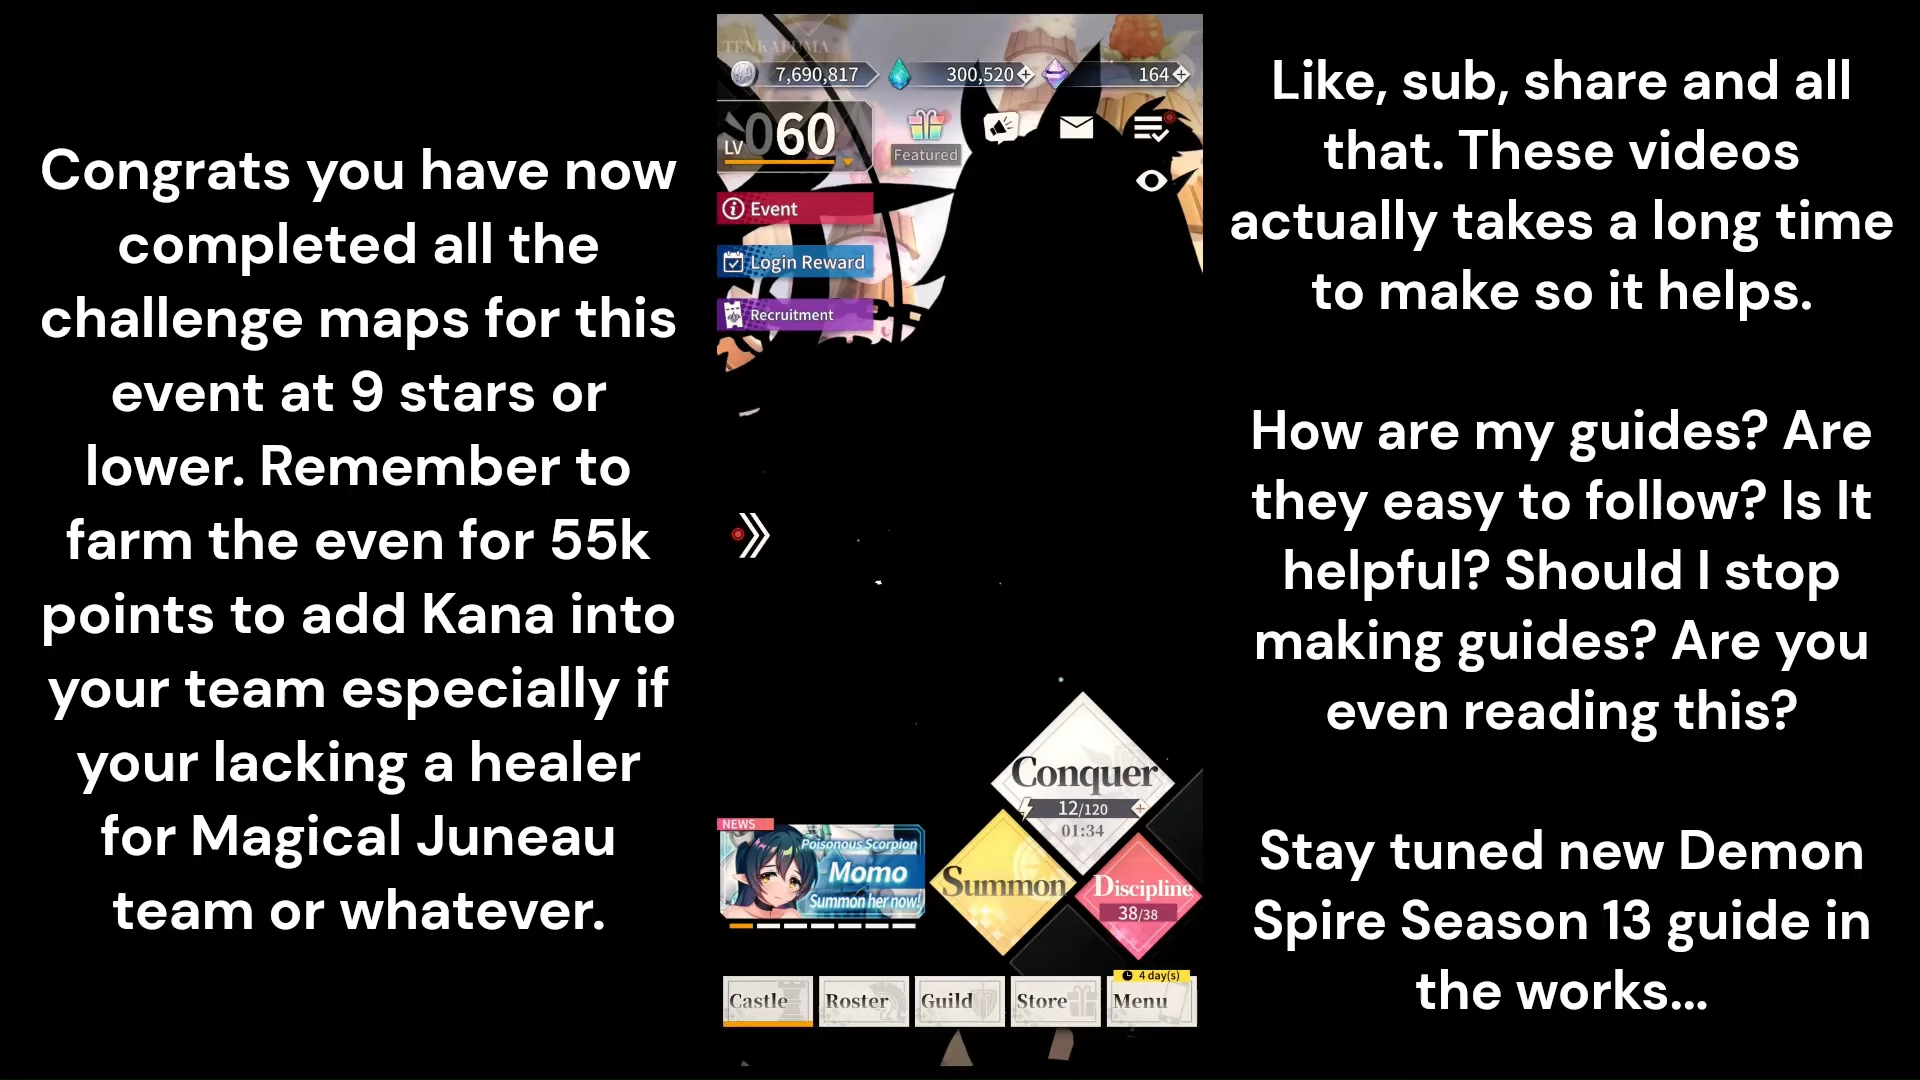 Congrats you have now
completed all the
challenge maps for this
event at 9 stars or
lower. Remember to
farm the even for 55k
points to add Kana into
your team especially if
your lacking a healer
for Magical Juneau
team or whatever.
TENKAFUMA
7,690,817
300,520
164
LV 060
Featured
Event
Login Reward
Recruitment
Conquer
12/120
01:34
NEWS
Poisonous Scorpion
Momo
Summon her now!
Summon
Discipline
38/38
4 day(s)
Castle
Roster
Guild
Store
Menu
Like, sub, share and all
that. These videos
actually takes a long time
to make so it helps.
How are my guides? Are
they easy to follow? Is It
helpful? Should I stop
making guides? Are you
even reading this?
Stay tuned new Demon
Spire Season 13 guide in
the works...